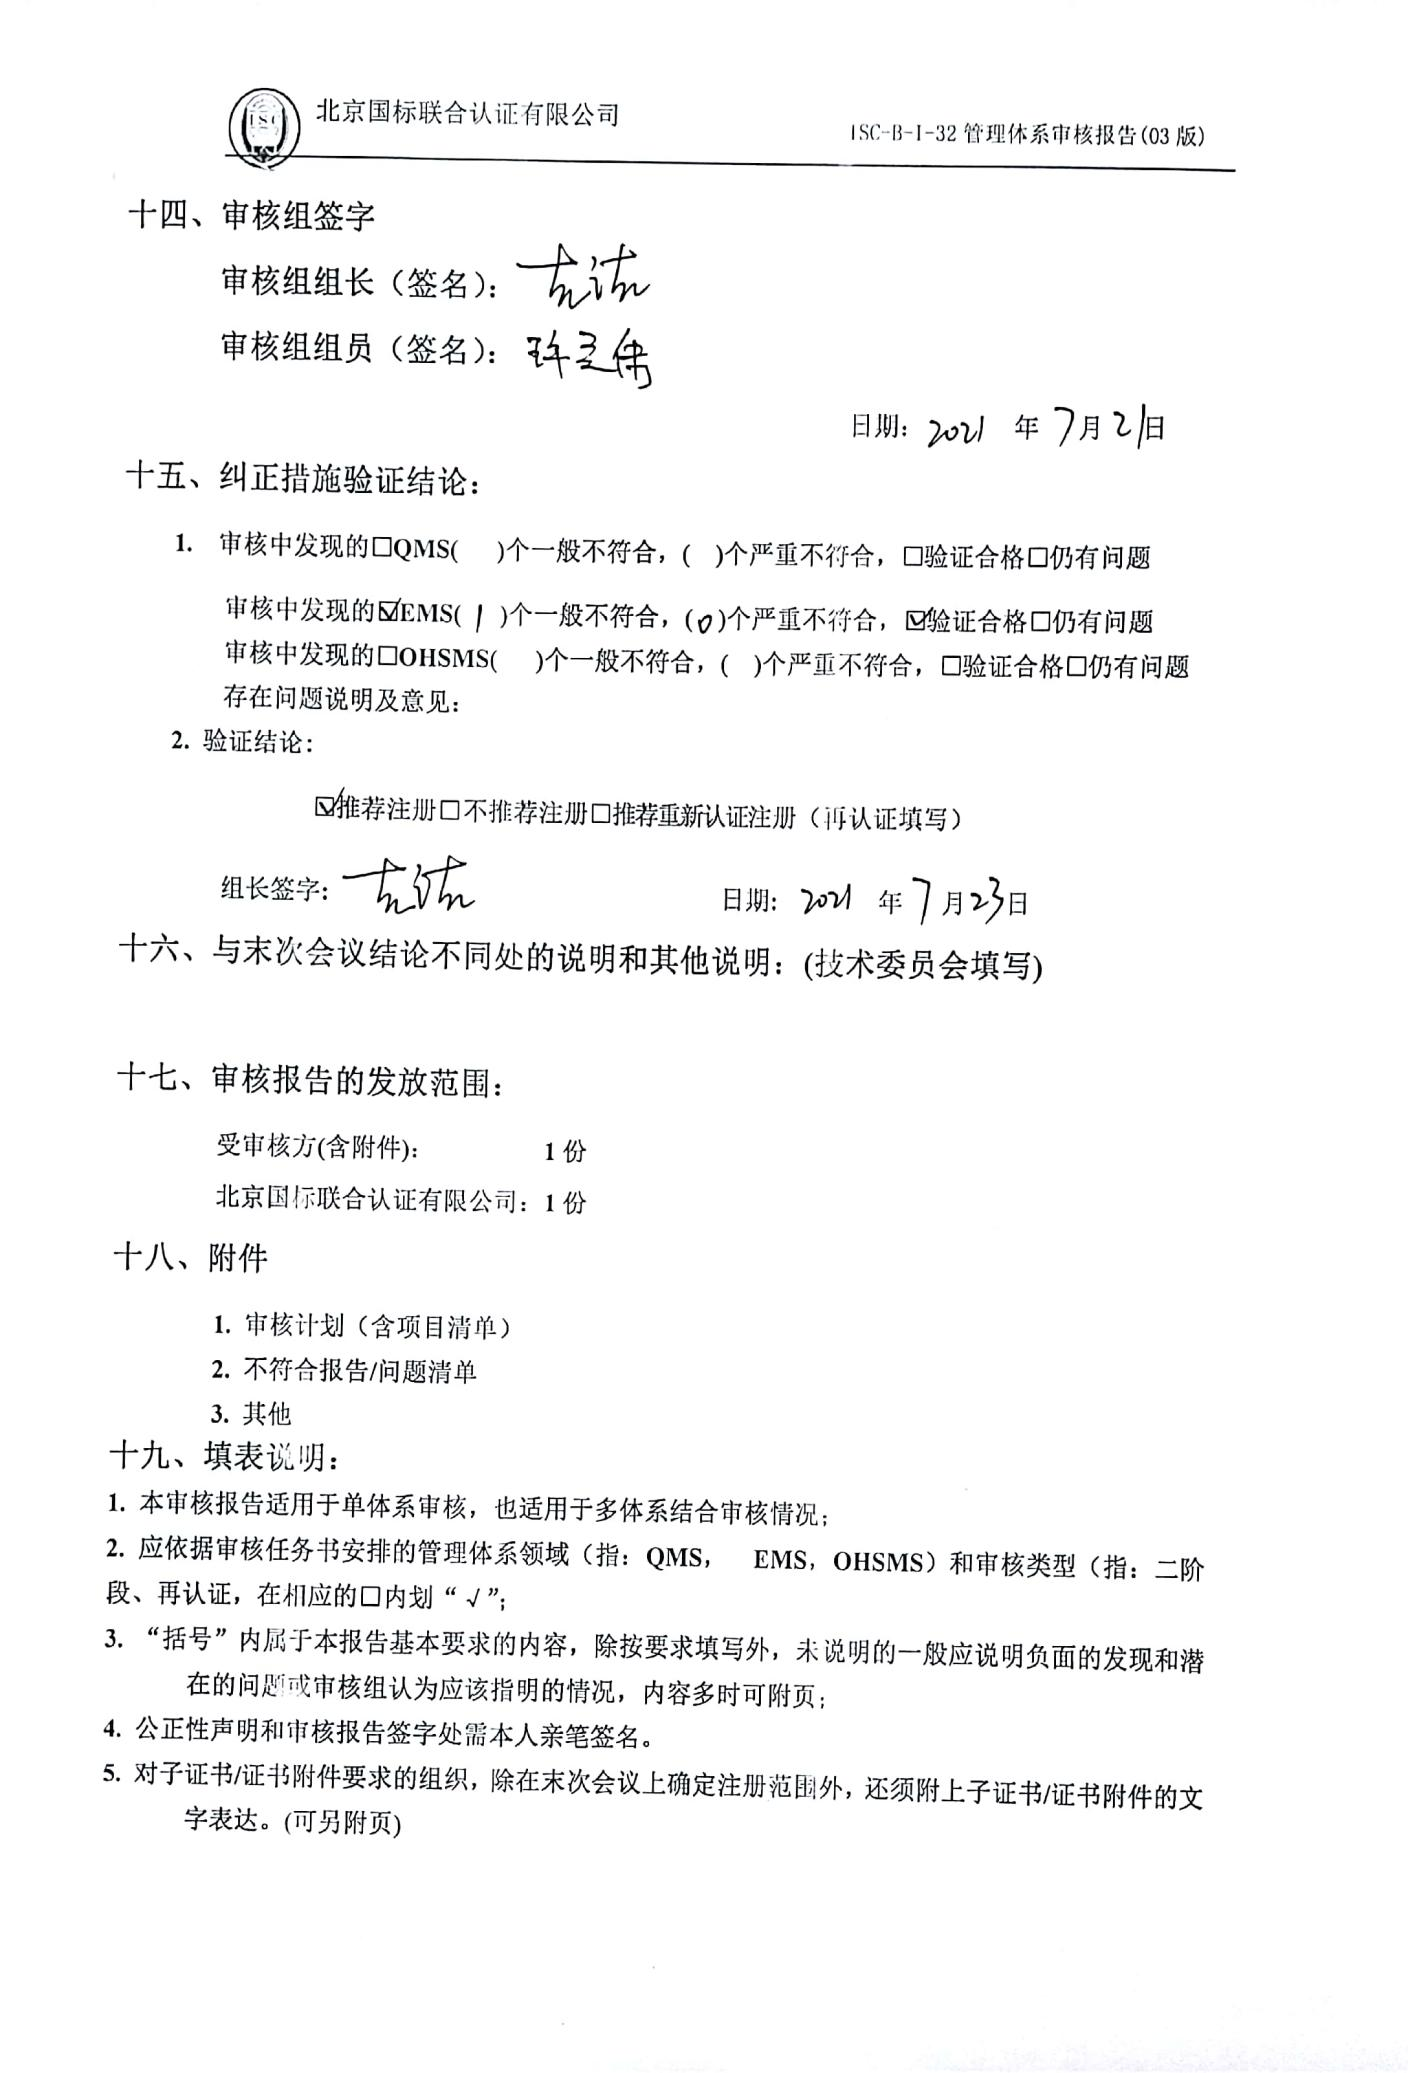 ISC
北京国标联合认证有限公司
ISC-B-I-32 管理体系审核报告(03 版)
十四、审核组签字
审核组组长（签名）：
审核组组员（签名）：
日期： 2021 年 7月 21日
十五、纠正措施验证结论：
1. 审核中发现的□QMS( )个一般不符合，( )个严重不符合，□验证合格□仍有问题
审核中发现的☑EMS( 1 )个一般不符合，(0)个严重不符合，☑验证合格□仍有问题
审核中发现的□OHSMS( )个一般不符合，( )个严重不符合，□验证合格□仍有问题
存在问题说明及意见：
2. 验证结论：
☑推荐注册□不推荐注册□推荐重新认证注册（再认证填写）
组长签字： 日期： 2021 年 7 月23日
十六、与末次会议结论不同处的说明和其他说明：(技术委员会填写)
十七、审核报告的发放范围：
受审核方(含附件)： 1 份
北京国标联合认证有限公司：1 份
十八、附件
1. 审核计划（含项目清单）
2. 不符合报告/问题清单
3. 其他
十九、填表说明：
1. 本审核报告适用于单体系审核，也适用于多体系结合审核情况；
2. 应依据审核任务书安排的管理体系领域（指：QMS， EMS，OHSMS）和审核类型（指：二阶
段、再认证，在相应的□内划“√”；
3. “括号”内属于本报告基本要求的内容，除按要求填写外，未说明的一般应说明负面的发现和潜
在的问题或审核组认为应该指明的情况，内容多时可附页；
4. 公正性声明和审核报告签字处需本人亲笔签名。
5. 对子证书/证书附件要求的组织，除在末次会议上确定注册范围外，还须附上子证书/证书附件的文
字表达。(可另附页)